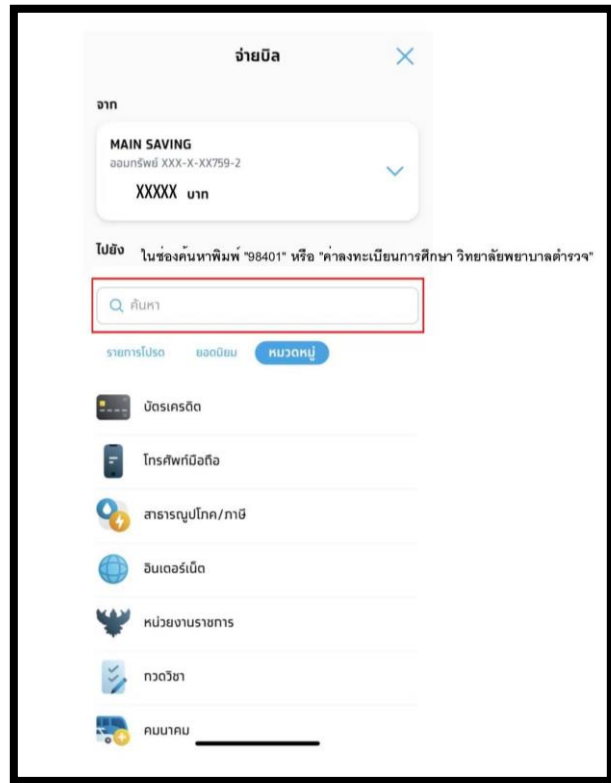 จ่ายบิล
จาก
MAIN SAVING
ออมทรัพย์ XXX-X-XX759-2
XXXXX บาท
ไปยัง ในช่องค้นหาพิมพ์ "98401" หรือ "ค่าลงทะเบียนการศึกษา วิทยาลัยพยาบาลตำรวจ"
ค้นหา
รายการโปรด ยอดนิยม หมวดหมู่
บัตรเครดิต
โทรศัพท์มือถือ
สาธารณูปโภค/ภาษี
อินเตอร์เน็ต
หน่วยงานราชการ
กวดวิชา
คมนาคม